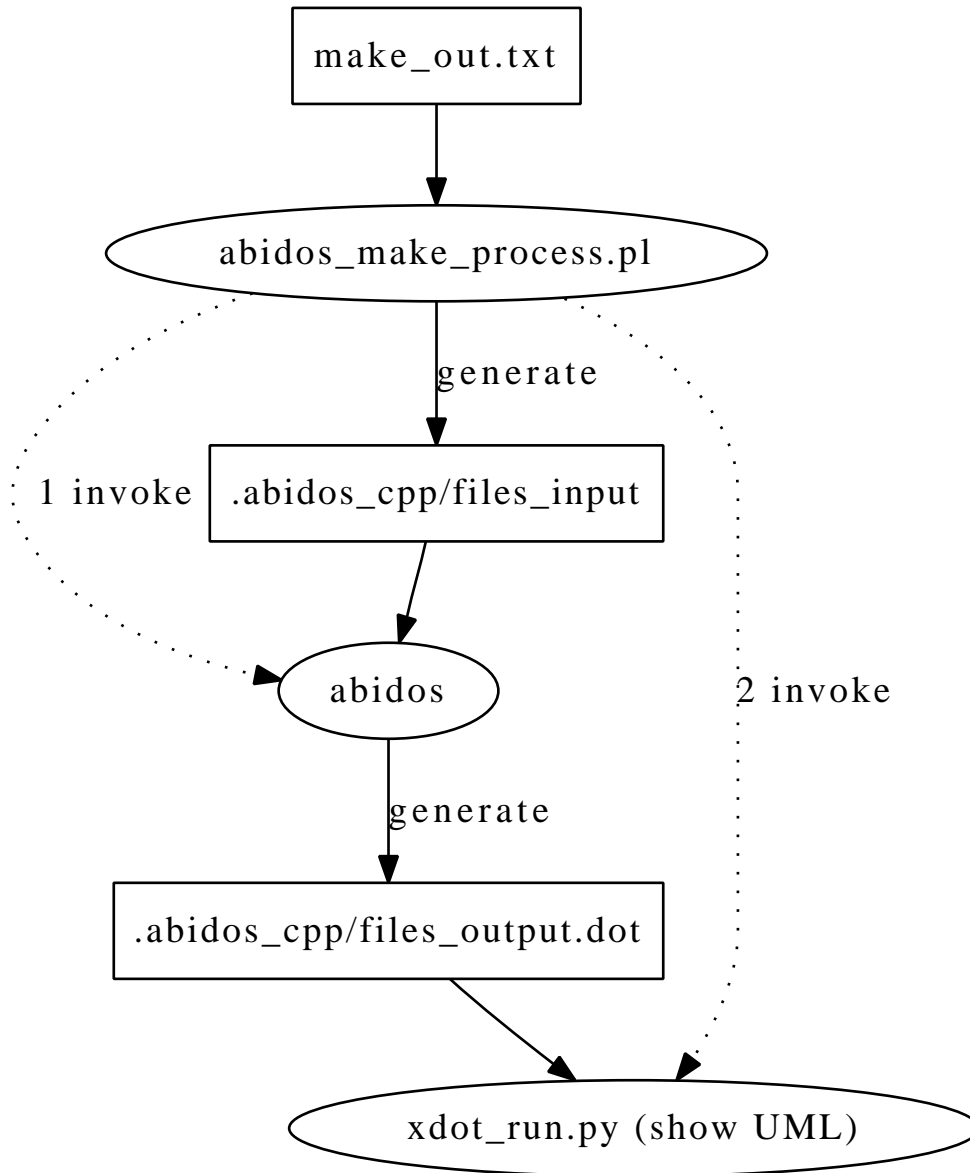 make_out.txt
abidos_make_process.pl
generate
1 invoke
.abidos_cpp/files_input
abidos
2 invoke
generate
.abidos_cpp/files_output.dot
xdot_run.py (show UML)